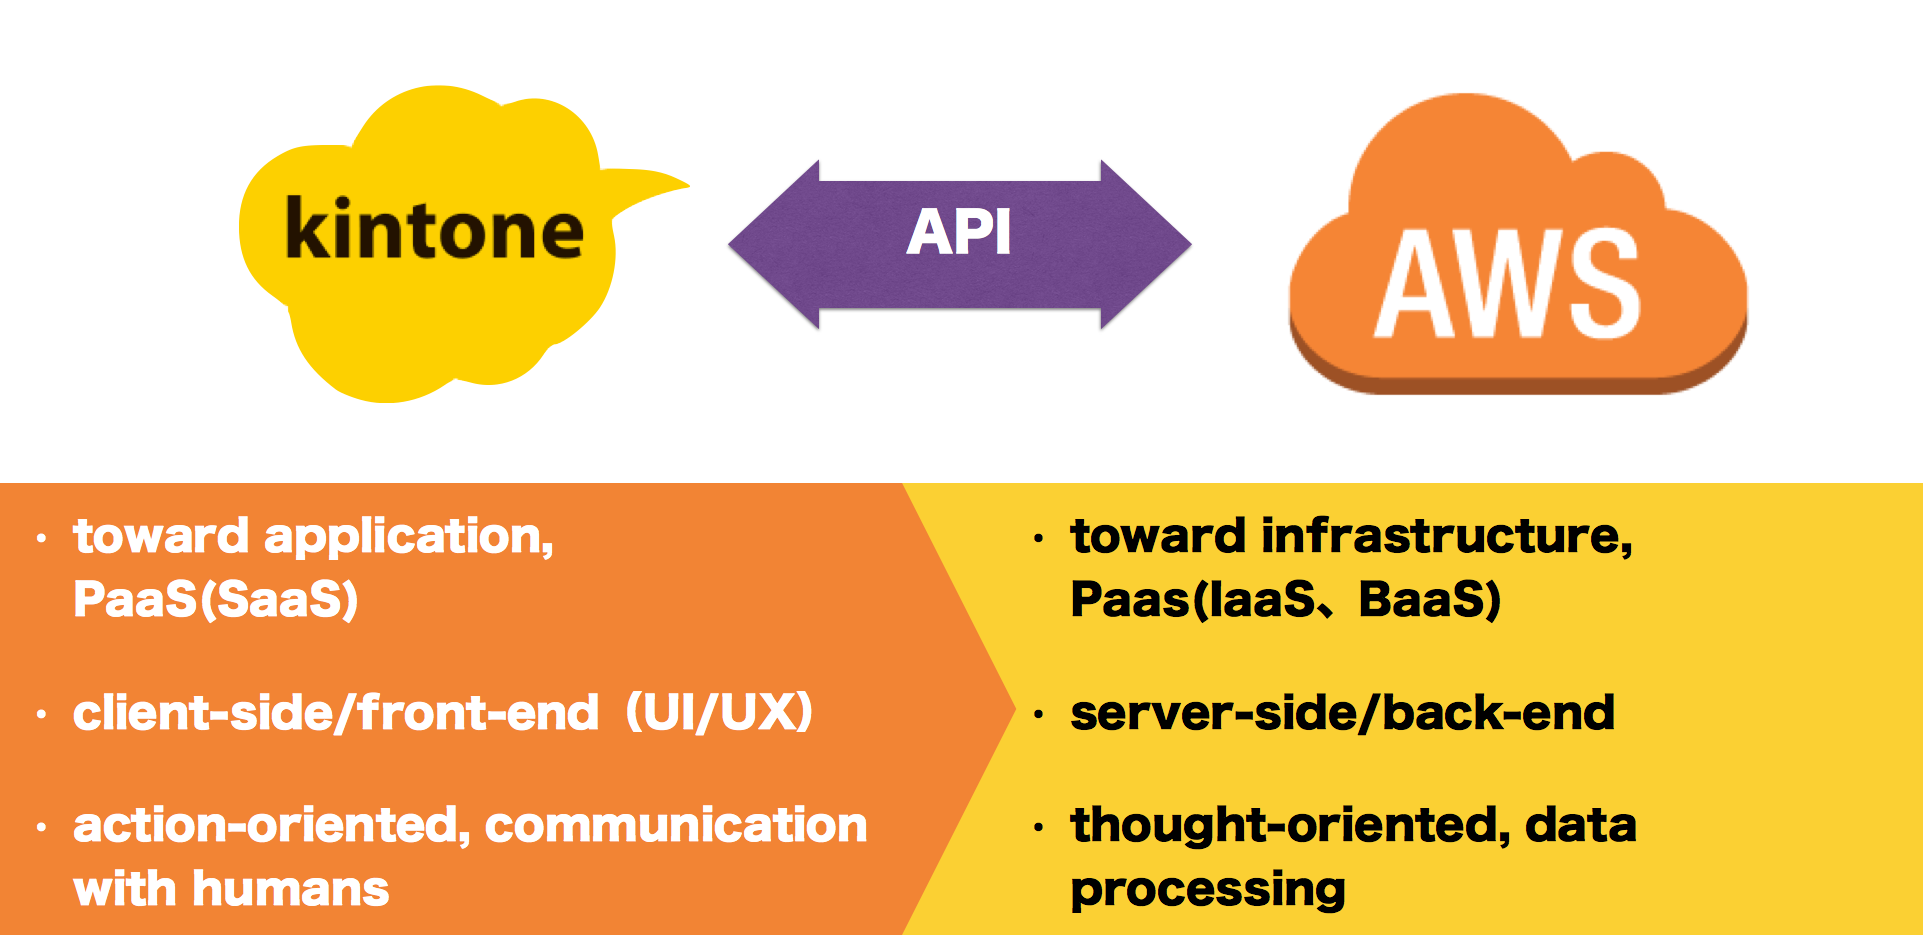 kintone
API
AWS
・ toward application,
PaaS(SaaS)
・ client-side/front-end（UI/UX）
・ action-oriented, communication
with humans
・ toward infrastructure,
Paas(IaaS、BaaS)
・ server-side/back-end
・ thought-oriented, data
processing